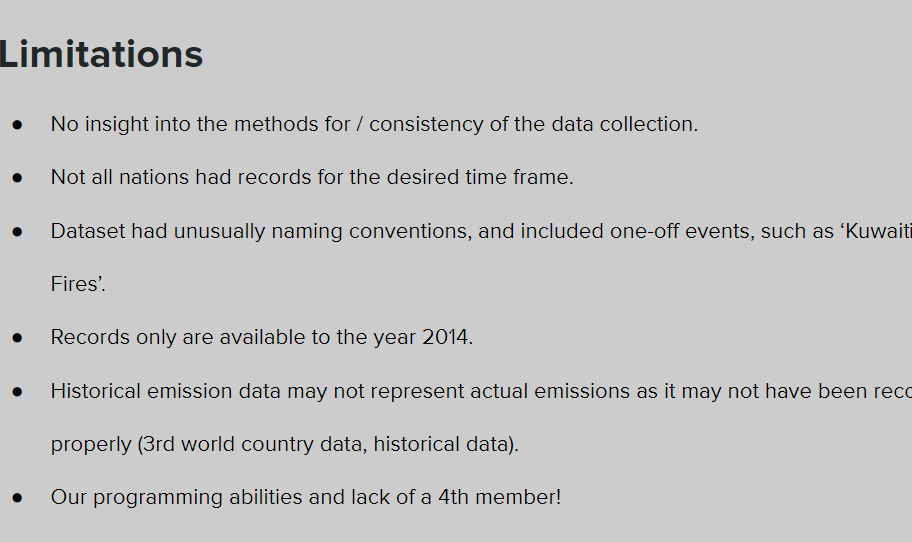 Limitations
● No insight into the methods for / consistency of the data collection.
● Not all nations had records for the desired time frame.
● Dataset had unusually naming conventions, and included one-off events, such as ‘Kuwaiti
Fires’.
● Records only are available to the year 2014.
● Historical emission data may not represent actual emissions as it may not have been
properly (3rd world country data, historical data).
● Our programming abilities and lack of a 4th member!